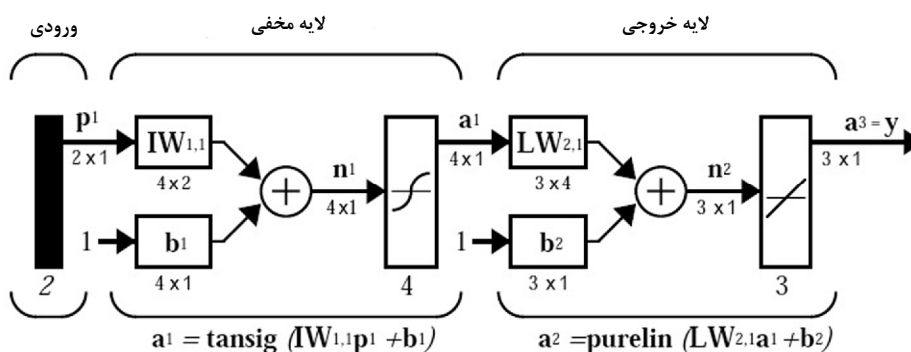 ورودی
لایه مخفی
لایه خروجی
p1
2 x 1
IW1,1
4 x 2
1
b1
4 x 1
n1
4x1
4
a1
4 x 1
LW2,1
3 x 4
1
b2
3 x 1
n2
3 x 1
3
a3 = y
3 x 1
2
a1 = tansig (IW1,1p1 +b1)
a2 =purelin (LW2,1a1 +b2)